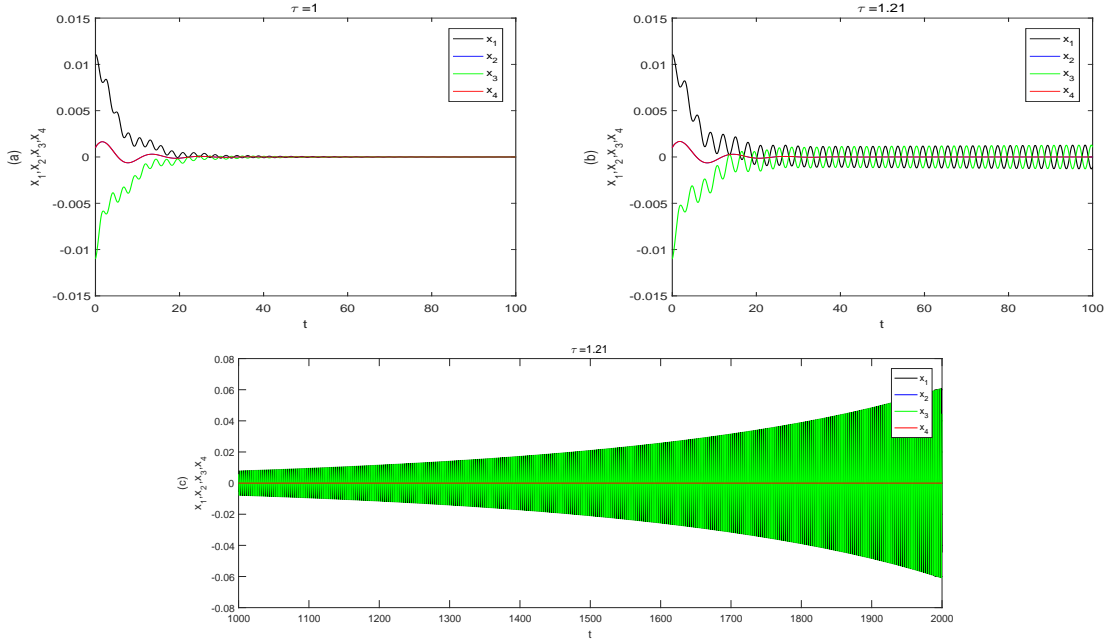 τ =1
0.015
0.01
0.005
0
-0.005
-0.01
-0.015
0 20 40 60 80 100
t
(a)
x1,x2,x3,x4
x1
x2
x3
x4
τ =1.21
0.015
0.01
0.005
0
-0.005
-0.01
-0.015
0 20 40 60 80 100
t
(b)
x1,x2,x3,x4
x1
x2
x3
x4
τ =1.21
0.08
0.06
0.04
0.02
0
-0.02
-0.04
-0.06
-0.08
1000 1100 1200 1300 1400 1500 1600 1700 1800 1900 2000
t
(c)
x1,x2,x3,x4
x1
x2
x3
x4